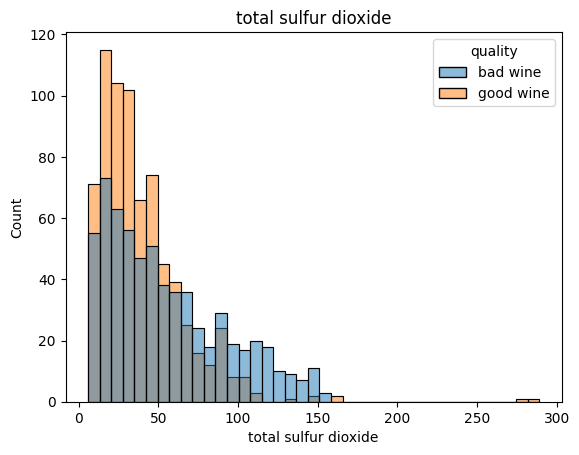 total sulfur dioxide
120
100
80
60
40
20
0
Count
quality
bad wine
good wine
0
50
100
150
200
250
300
total sulfur dioxide